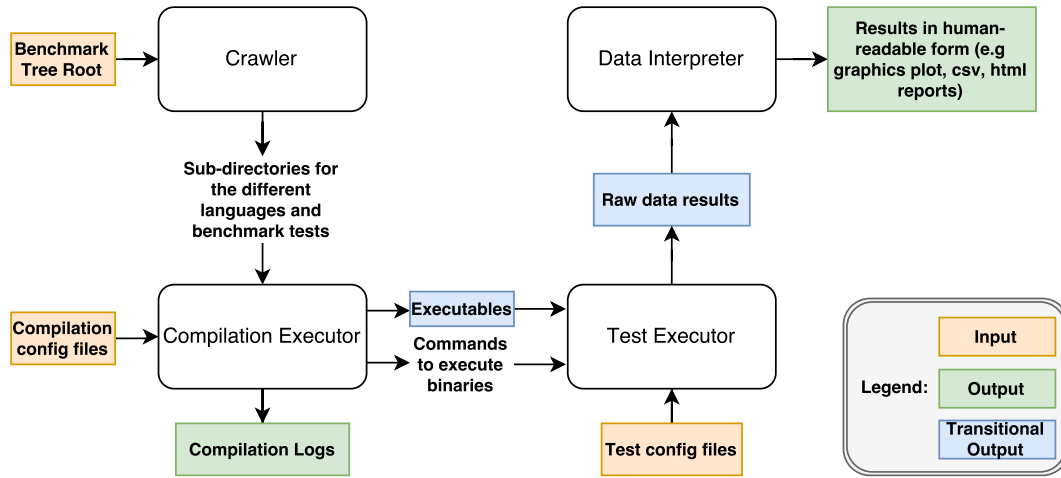 Benchmark
Tree Root
Crawler
Data Interpreter
Results in human-
readable form (e.g
graphics plot, csv, html
reports)
Sub-directories for
the different
languages and
benchmark tests
Raw data results
Compilation
config files
Compilation Executor
Executables
Commands
to execute
binaries
Test Executor
Compilation Logs
Test config files
Legend:
Input
Output
Transitional
Output